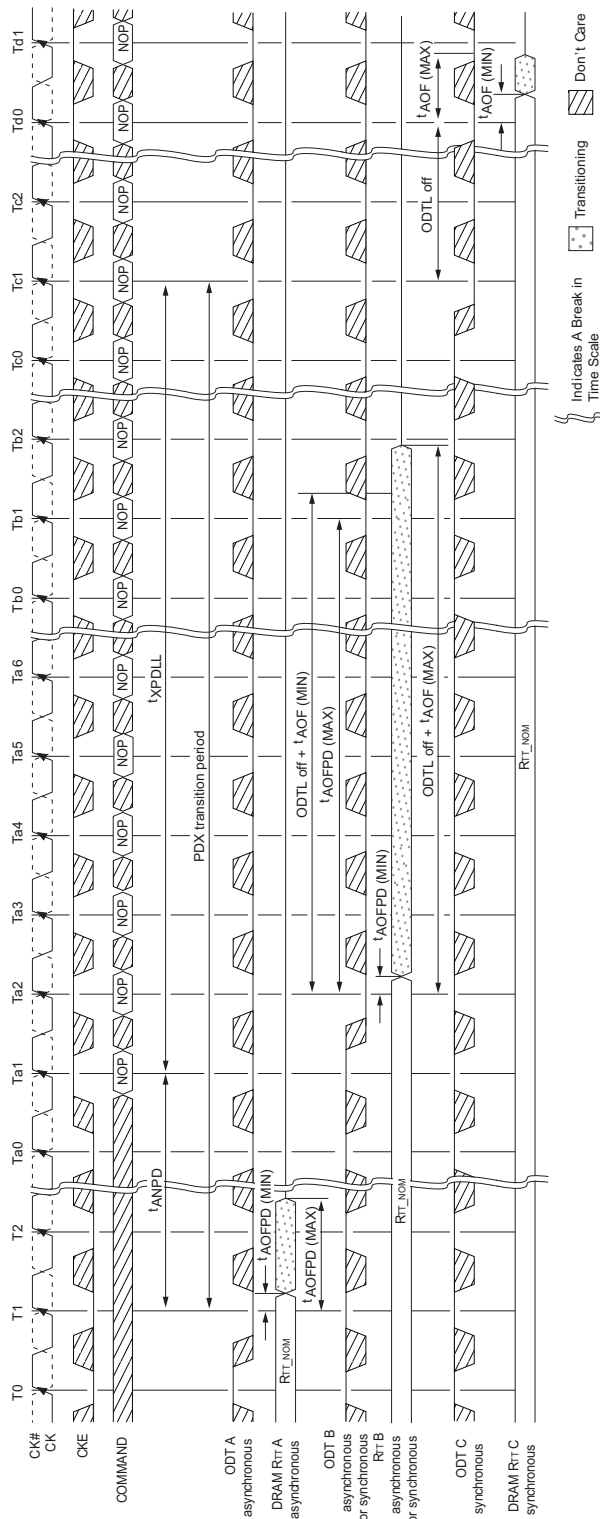 T0 T1 T2 Ta0 Ta1 Ta2 Ta3 Ta4 Ta5 Ta6 Tb0 Tb1 Tb2 Tc0 Tc1 Tc2 Td0 Td1
CK#
CK
CKE
COMMAND
NOP NOP NOP NOP NOP NOP NOP NOP NOP NOP NOP NOP NOP NOP
tANPD
tXPDLL
PDX transition period
ODT A
asynchronous
DRAM RTT A
asynchronous
RTT_NOM
tAOFPD (MIN)
tAOFPD (MAX)
ODTL off + tAOF (MIN)
tAOFPD (MAX)
ODT B
asynchronous
or synchronous
RTT B
asynchronous
or synchronous
RTT_NOM
tAOFPD (MIN)
ODTL off + tAOF (MAX)
ODT C
synchronous
ODTL off
tAOF (MAX)
tAOF (MIN)
DRAM RTT C
synchronous
RTT_NOM
Indicates A Break in
Time Scale
Transitioning
Don't Care